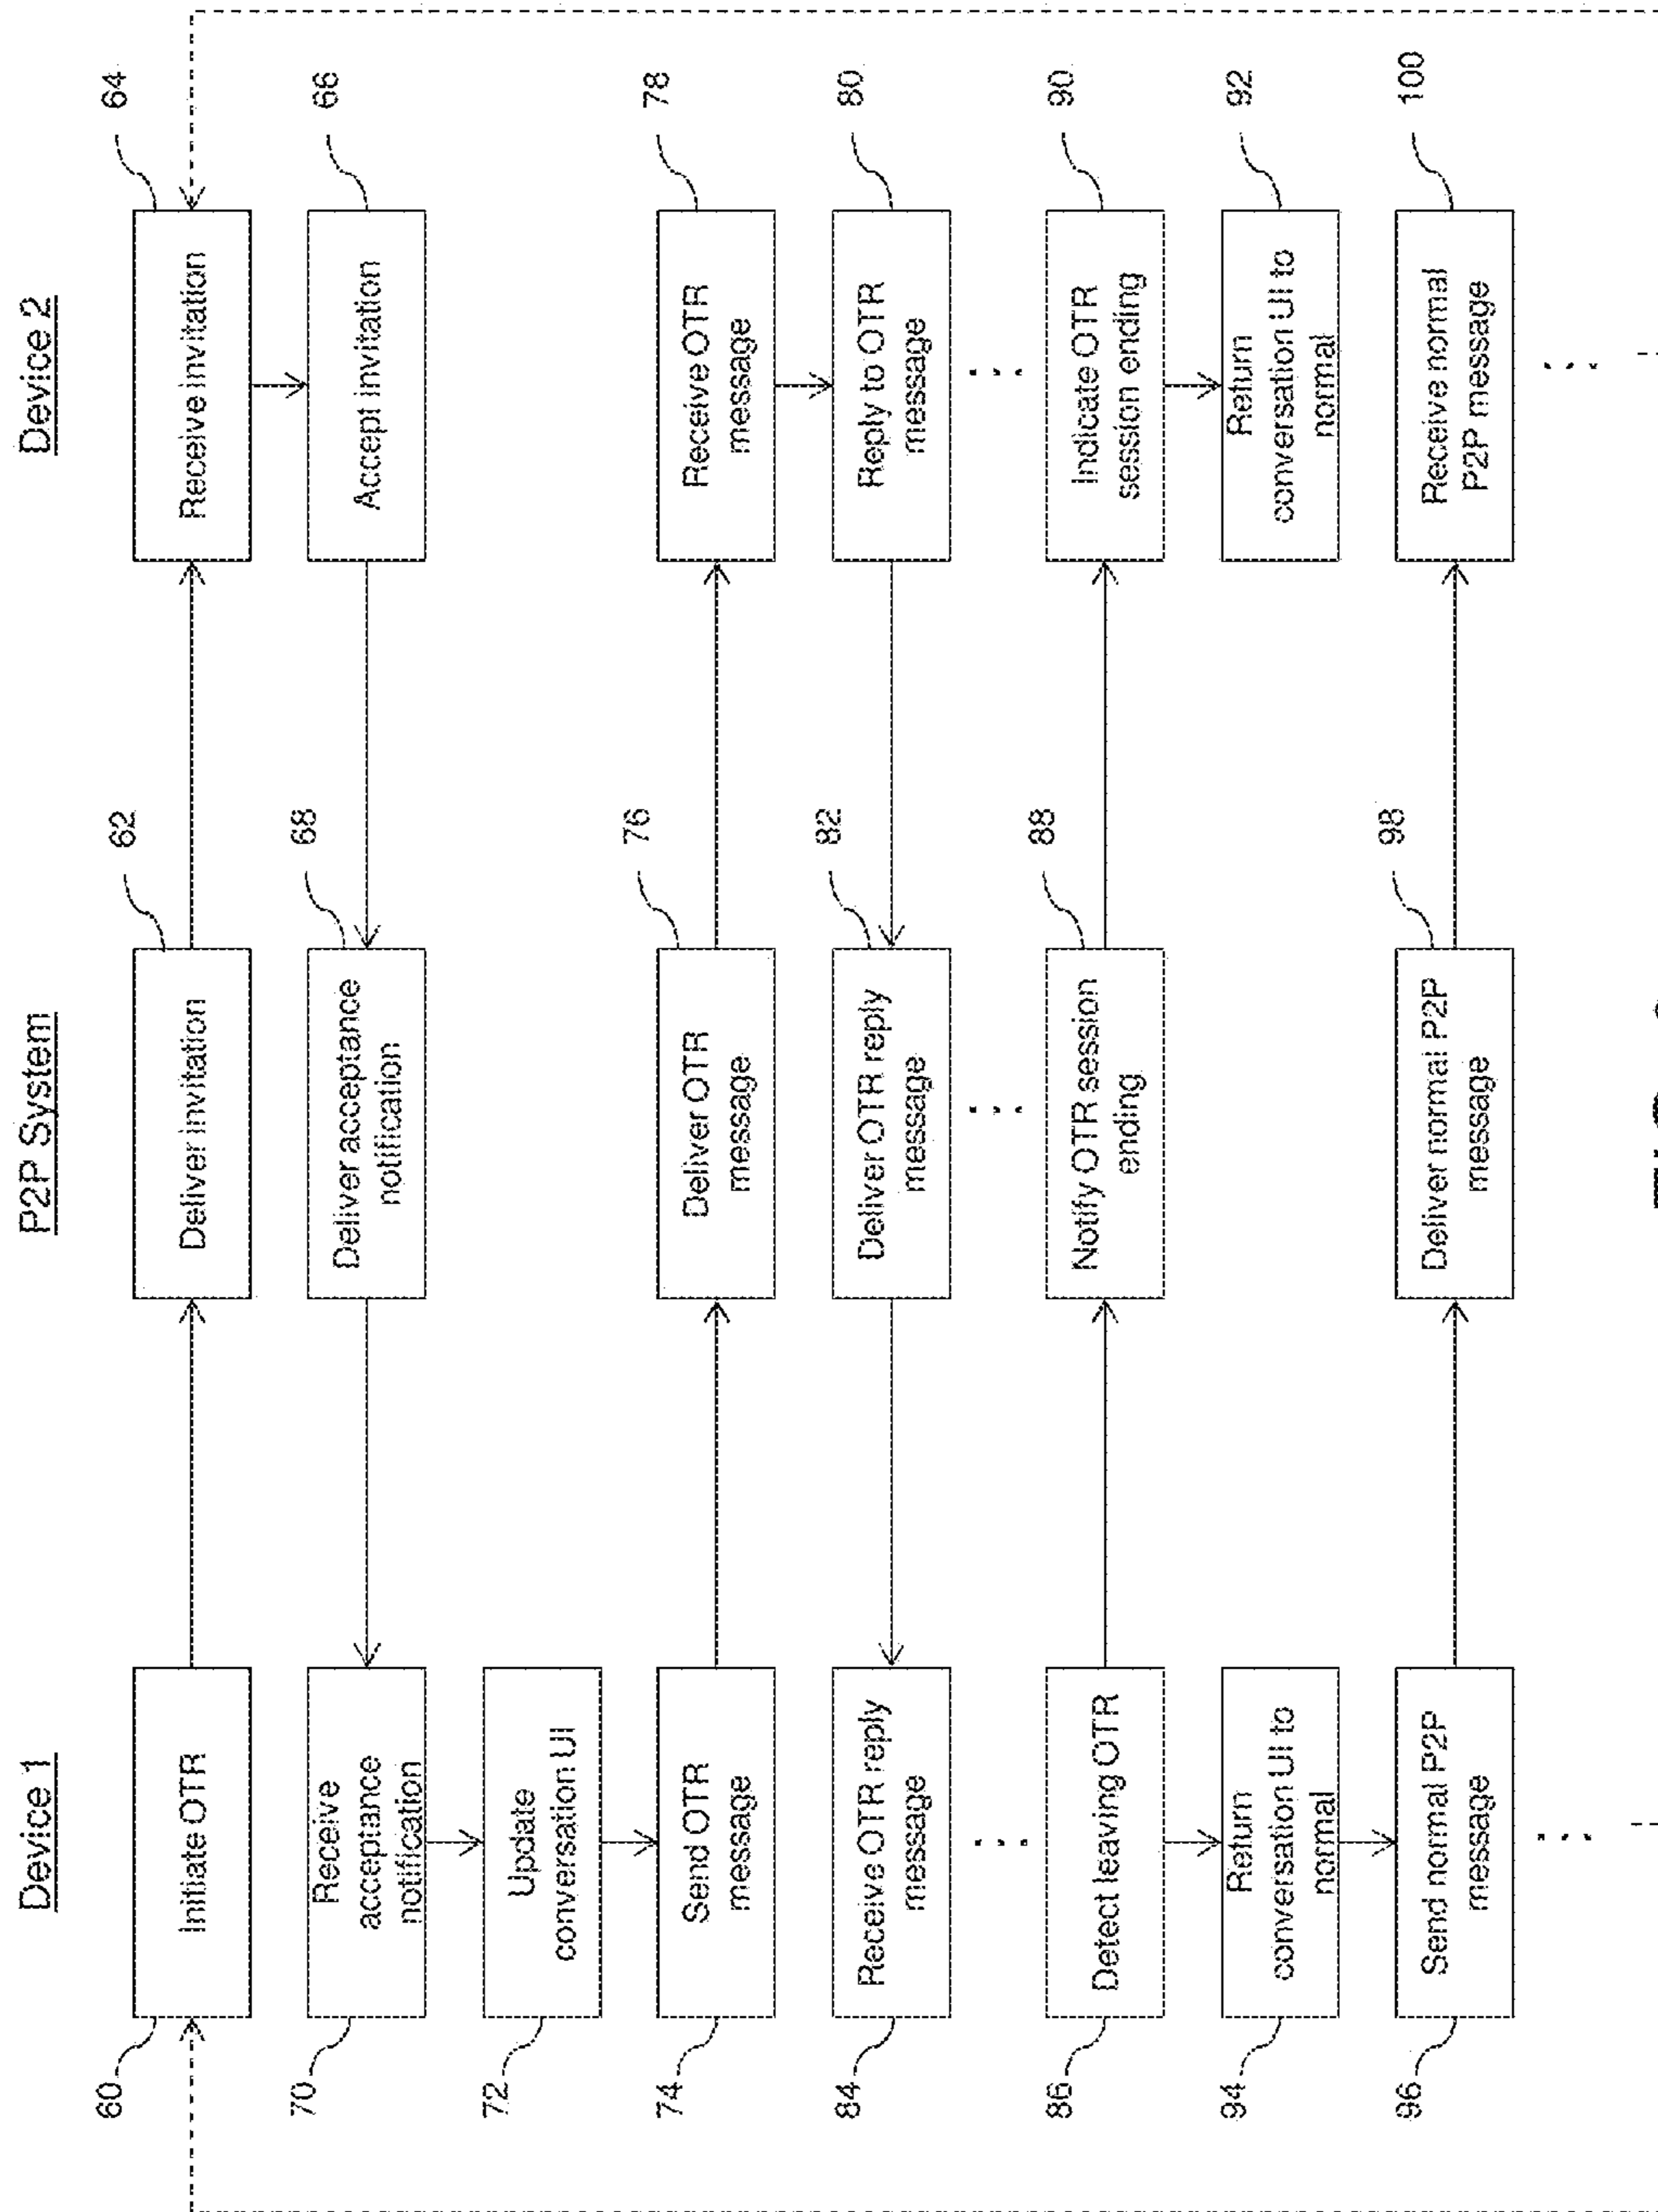 Device 1
P2P System
Device 2
60
Initiate OTR
62
Deliver invitation
64
Receive invitation
66
Accept invitation
68
Deliver acceptance
notification
70
Receive
acceptance
notification
72
Update
conversation UI
74
Send OTR
message
76
Deliver OTR
message
78
Receive OTR
message
80
Reply to OTR
message
82
Deliver OTR reply
message
84
Receive OTR reply
message
...
...
...
86
Detect leaving OTR
88
Notify OTR session
ending
90
Indicate OTR
session ending
92
Return
conversation UI to
normal
94
Return
conversation UI to
normal
96
Send normal P2P
message
98
Deliver normal P2P
message
100
Receive normal
P2P message
...
...